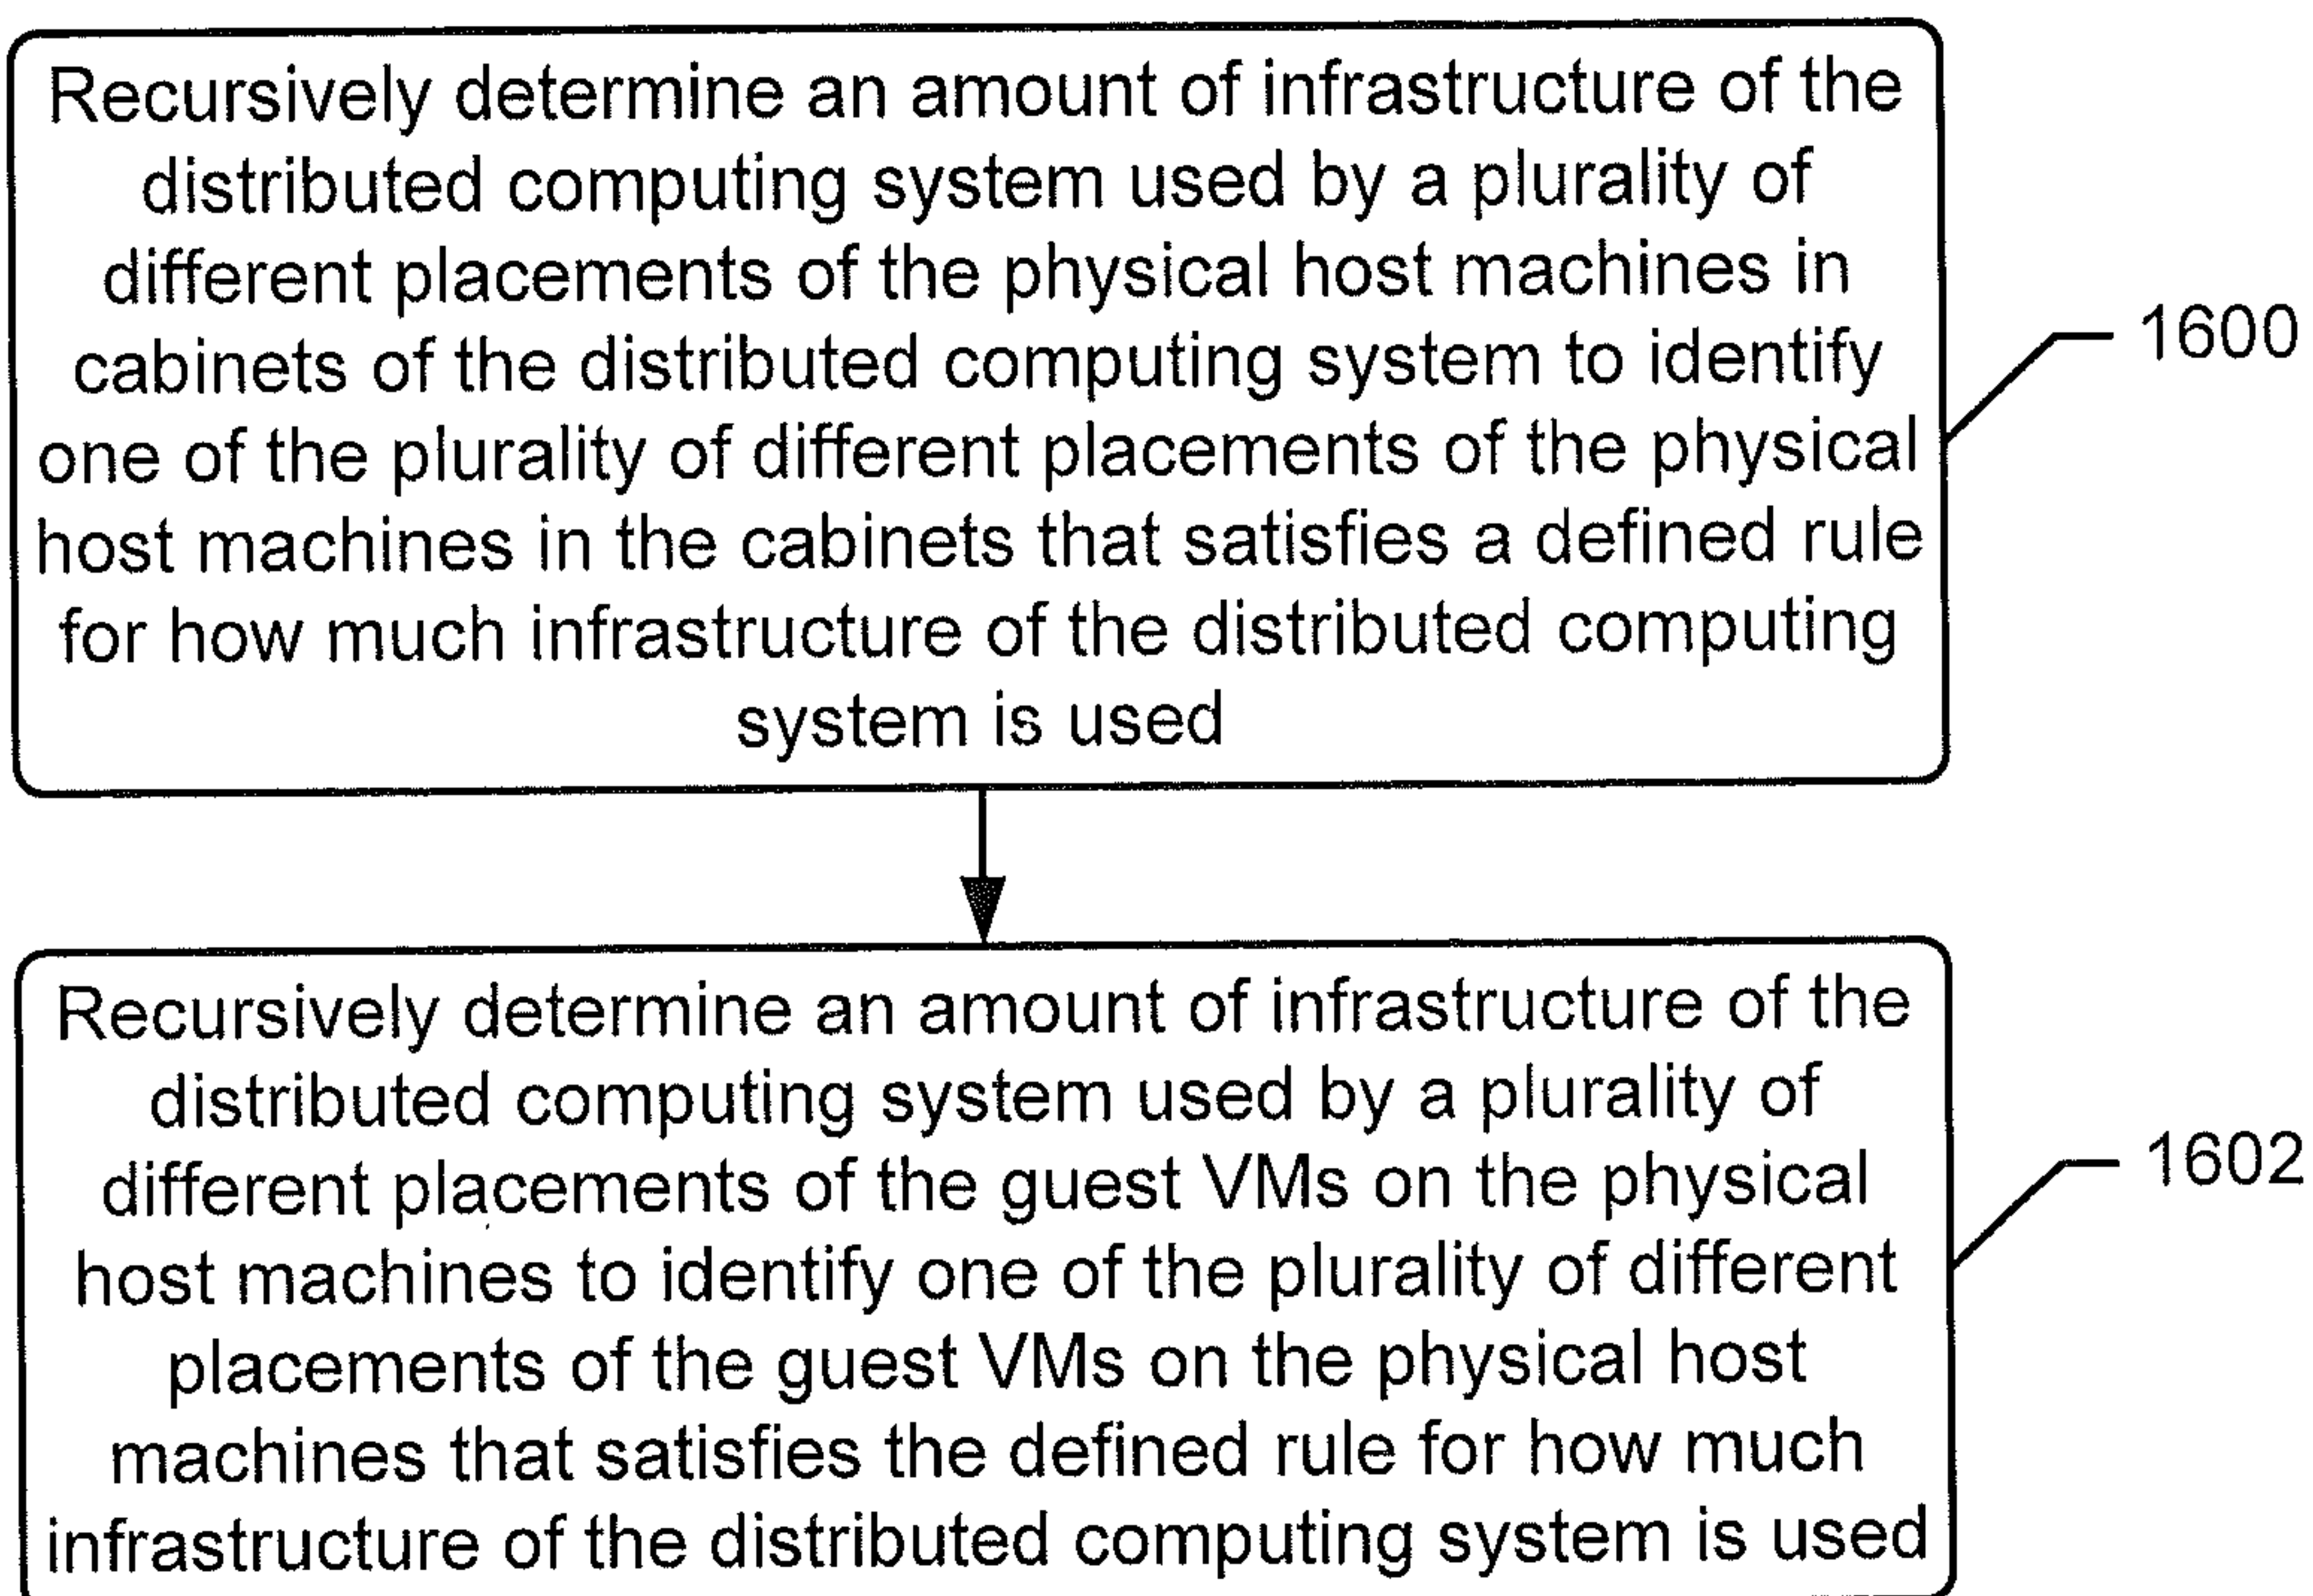 Recursively determine an amount of infrastructure of the
distributed computing system used by a plurality of
different placements of the physical host machines in
cabinets of the distributed computing system to identify
one of the plurality of different placements of the physical
host machines in the cabinets that satisfies a defined rule
for how much infrastructure of the distributed computing
system is used
1600
Recursively determine an amount of infrastructure of the
distributed computing system used by a plurality of
different placements of the guest VMs on the physical
host machines to identify one of the plurality of different
placements of the guest VMs on the physical host
machines that satisfies the defined rule for how much
infrastructure of the distributed computing system is used
1602